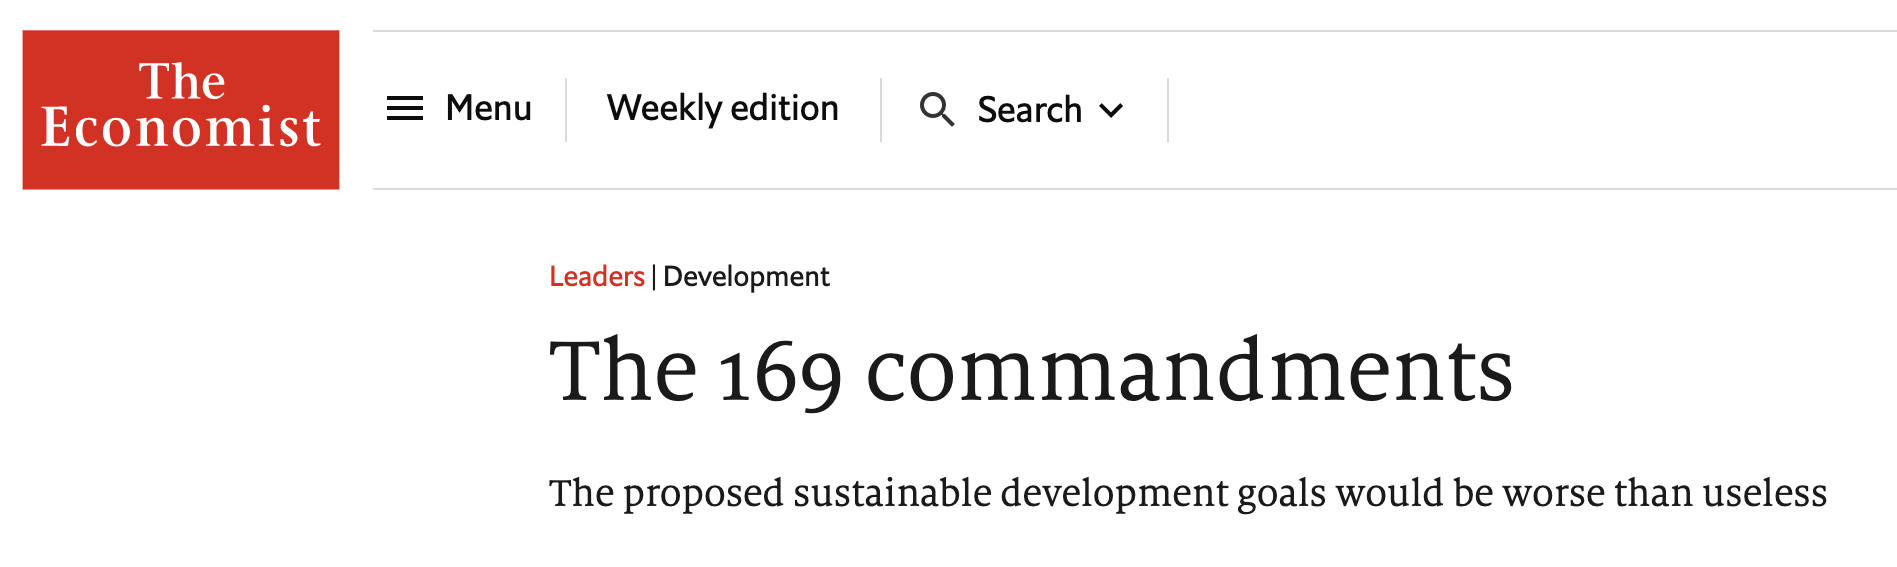 The
Economist
Menu
Weekly edition
Search
Leaders | Development
The 169 commandments
The proposed sustainable development goals would be worse than useless